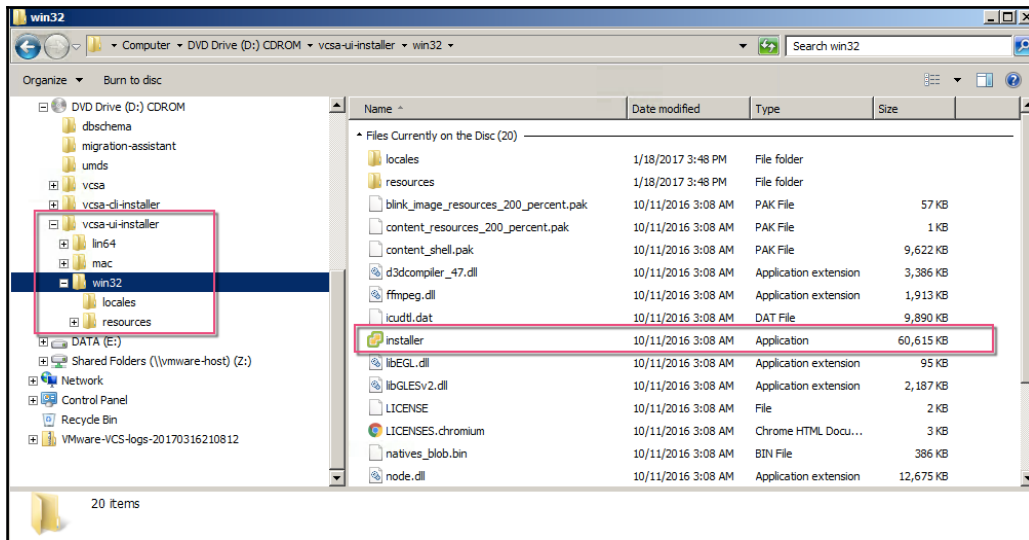 win32
Computer DVD Drive (D:) CDROM vcsa-ui-installer win32
Search win32
Organize Burn to disc
DVD Drive (D:) CDROM
dbschema
migration-assistant
umds
vcsa
vcsa-cli-installer
vcsa-ui-installer
lin64
mac
win32
locales
resources
DATA (E:)
Shared Folders (\\vmware-host) (Z:)
Network
Control Panel
Recycle Bin
VMware-VCS-logs-20170316210812
Name Date modified Type Size
Files Currently on the Disc (20)
locales 1/18/2017 3:48 PM File folder
resources 1/18/2017 3:48 PM File folder
blink_image_resources_200_percent.pak 10/11/2016 3:08 AM PAK File 57 KB
content_resources_200_percent.pak 10/11/2016 3:08 AM PAK File 1 KB
content_shell.pak 10/11/2016 3:08 AM PAK File 9,622 KB
d3dcompiler_47.dll 10/11/2016 3:08 AM Application extension 3,386 KB
ffmpeg.dll 10/11/2016 3:08 AM Application extension 1,913 KB
icudtl.dat 10/11/2016 3:08 AM DAT File 9,890 KB
installer 10/11/2016 3:08 AM Application 60,615 KB
libEGL.dll 10/11/2016 3:08 AM Application extension 95 KB
libGLESv2.dll 10/11/2016 3:08 AM Application extension 2,187 KB
LICENSE 10/11/2016 3:08 AM File 2 KB
LICENSES.chromium 10/11/2016 3:08 AM Chrome HTML Docu... 3 KB
natives_blob.bin 10/11/2016 3:08 AM BIN File 386 KB
node.dll 10/11/2016 3:08 AM Application extension 12,675 KB
20 items